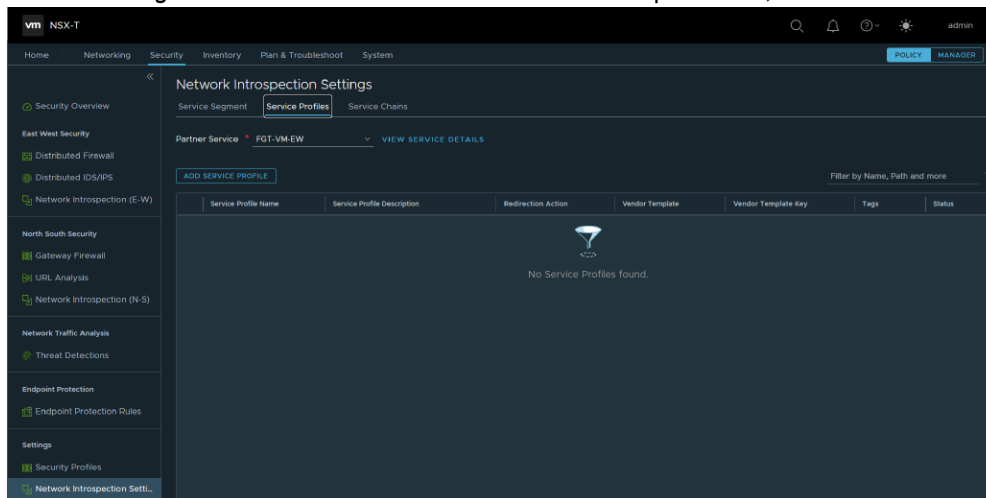 vm NSX-T
admin
Home Networking Security Inventory Plan & Troubleshoot System
POLICY MANAGER
Security Overview
East West Security
Distributed Firewall
Distributed IDS/IPS
Network Introspection (E-W)
North South Security
Gateway Firewall
URL Analysis
Network Introspection (N-S)
Network Traffic Analysis
Threat Detections
Endpoint Protection
Endpoint Protection Rules
Settings
Security Profiles
Network Introspection Setti...
Network Introspection Settings
Service Segment Service Profiles Service Chains
Partner Service * FGT-VM-EW VIEW SERVICE DETAILS
ADD SERVICE PROFILE
Filter by Name, Path and more
Service Profile Name Service Profile Description Redirection Action Vendor Template Vendor Template Key Tags Status
No Service Profiles found.